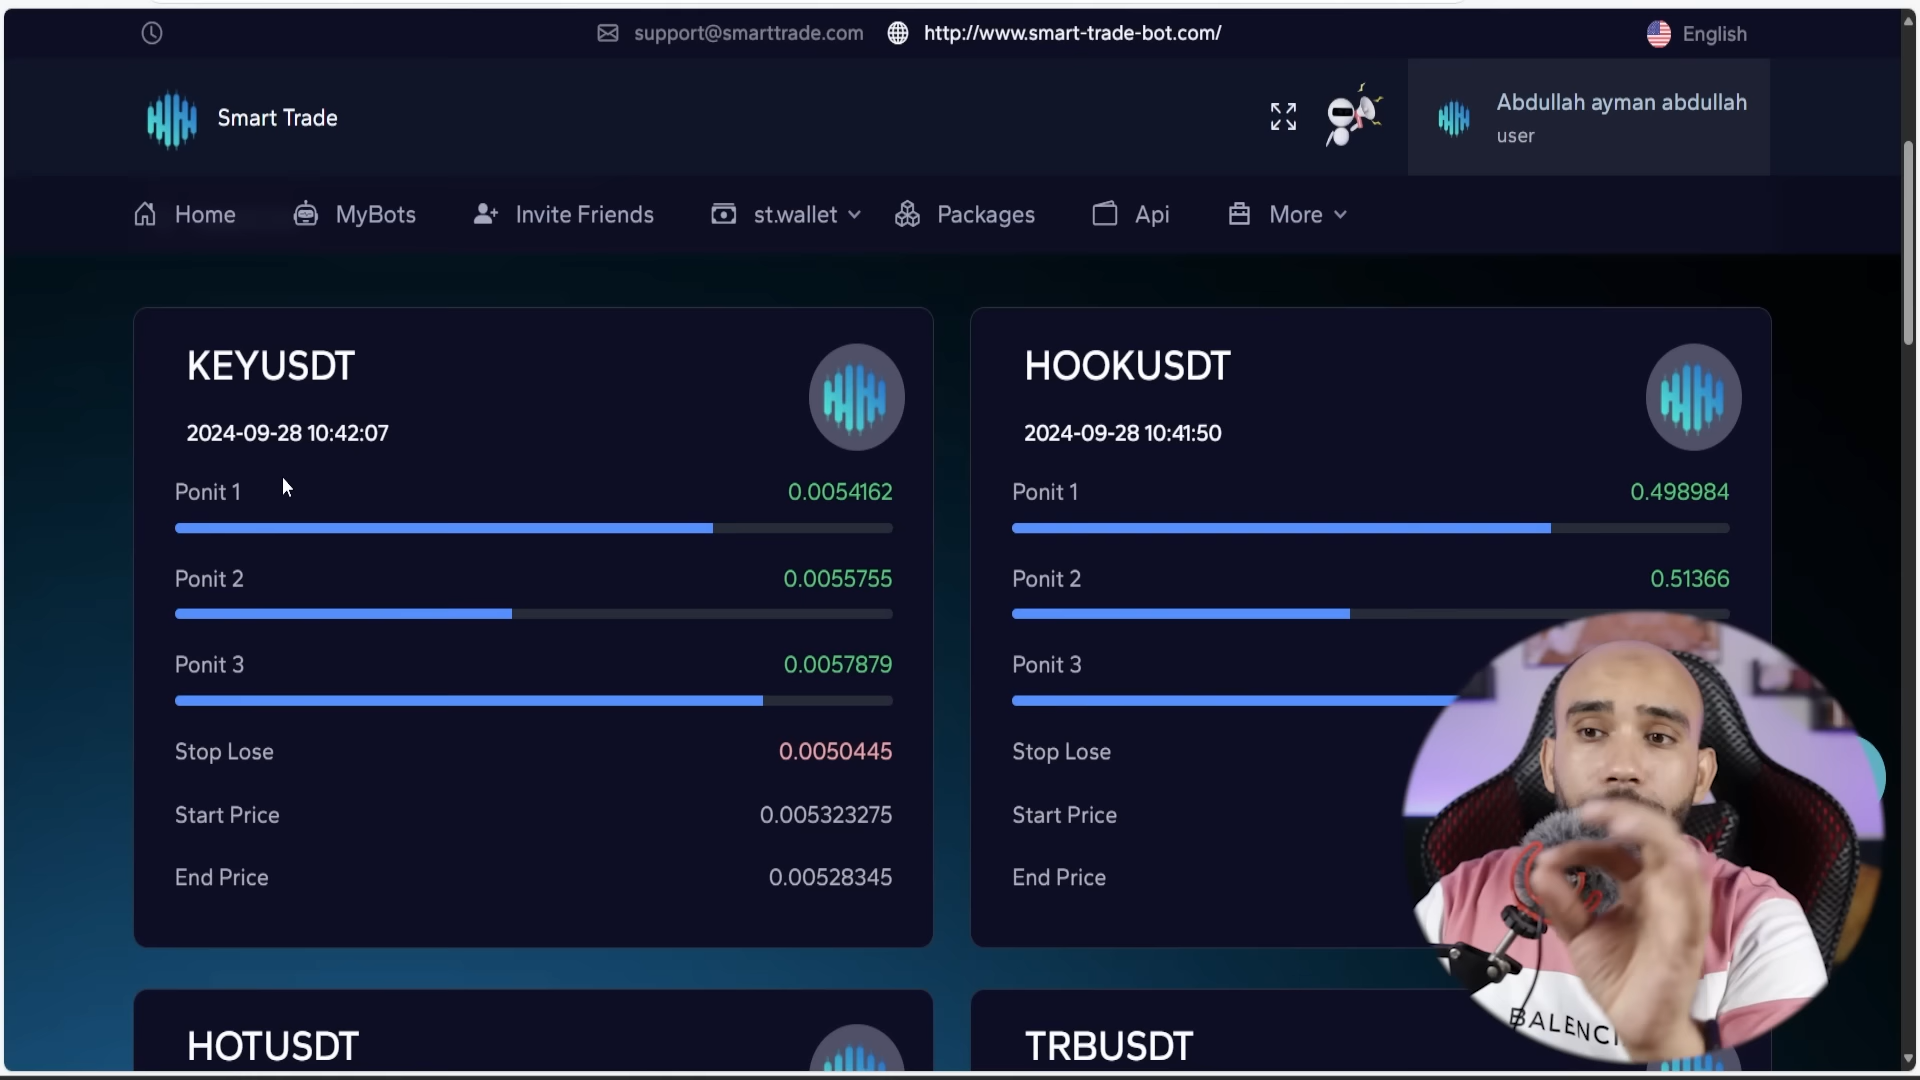 support@smarttrade.com
http://www.smart-trade-bot.com/
English
Smart Trade
Abdullah ayman abdullah
user
Home
MyBots
Invite Friends
st.wallet
Packages
Api
More
KEYUSDT
2024-09-28 10:42:07
Ponit 1
0.0054162
Ponit 2
0.0055755
Ponit 3
0.0057879
Stop Lose
0.0050445
Start Price
0.005323275
End Price
0.00528345
HOOKUSDT
2024-09-28 10:41:50
Ponit 1
0.498984
Ponit 2
0.51366
Ponit 3
Stop Lose
Start Price
End Price
HOTUSDT
TRBUSDT